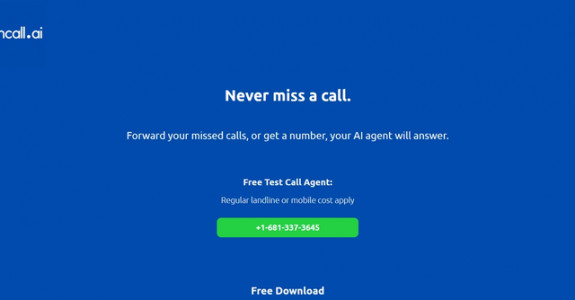 ncall.ai
Never miss a call.
Forward your missed calls, or get a number, your AI agent will answer.
Free Test Call Agent:
Regular landline or mobile cost apply
+1-681-337-3645
Free Download